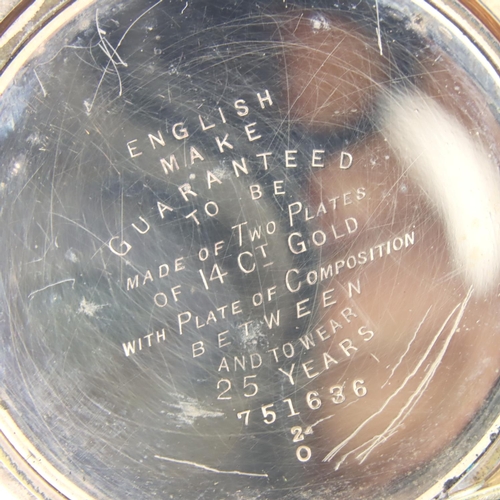 ENGLISH
MAKE
GUARANTEED
TO BE
MADE OF TWO PLATES
OF 14 CT GOLD
WITH PLATE OF COMPOSITION
BETWEEN
AND TO WEAR
25 YEARS
751636
2
0